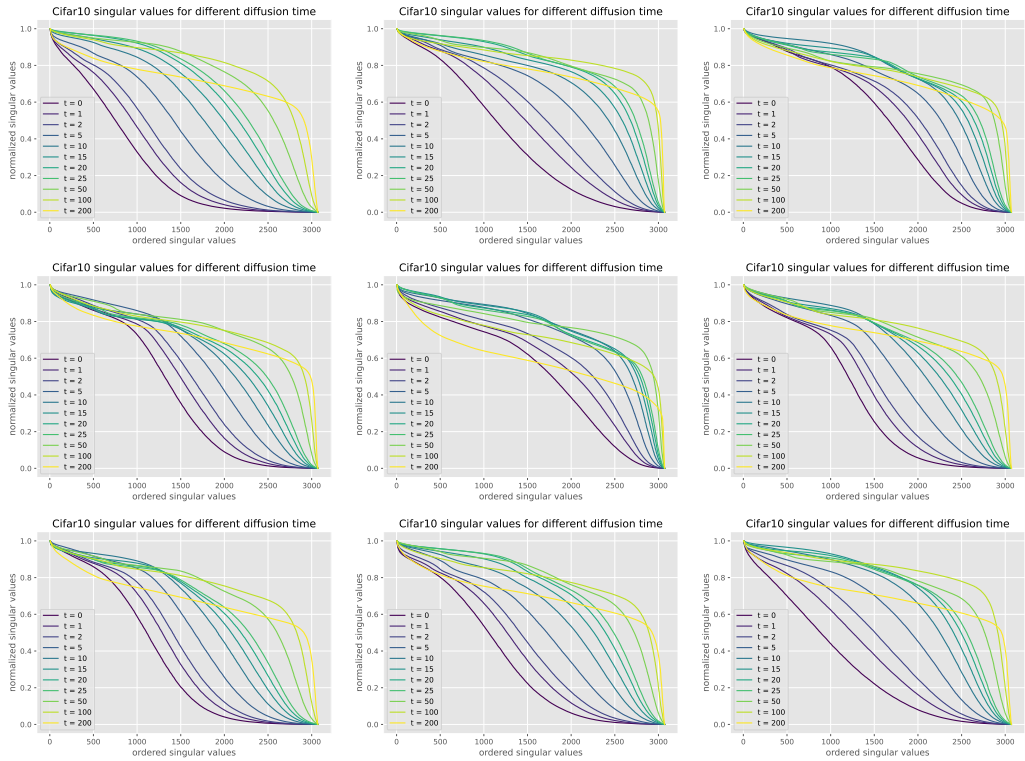 Cifar10 singular values for different diffusion time
normalized singular values
1.0
0.8
0.6
0.4
0.2
0.0
t = 0
t = 1
t = 2
t = 5
t = 10
t = 15
t = 20
t = 25
t = 50
t = 100
t = 200
0 500 1000 1500 2000 2500 3000
ordered singular values
Cifar10 singular values for different diffusion time
normalized singular values
1.0
0.8
0.6
0.4
0.2
0.0
t = 0
t = 1
t = 2
t = 5
t = 10
t = 15
t = 20
t = 25
t = 50
t = 100
t = 200
0 500 1000 1500 2000 2500 3000
ordered singular values
Cifar10 singular values for different diffusion time
normalized singular values
1.0
0.8
0.6
0.4
0.2
0.0
t = 0
t = 1
t = 2
t = 5
t = 10
t = 15
t = 20
t = 25
t = 50
t = 100
t = 200
0 500 1000 1500 2000 2500 3000
ordered singular values
Cifar10 singular values for different diffusion time
normalized singular values
1.0
0.8
0.6
0.4
0.2
0.0
t = 0
t = 1
t = 2
t = 5
t = 10
t = 15
t = 20
t = 25
t = 50
t = 100
t = 200
0 500 1000 1500 2000 2500 3000
ordered singular values
Cifar10 singular values for different diffusion time
normalized singular values
1.0
0.8
0.6
0.4
0.2
0.0
t = 0
t = 1
t = 2
t = 5
t = 10
t = 15
t = 20
t = 25
t = 50
t = 100
t = 200
0 500 1000 1500 2000 2500 3000
ordered singular values
Cifar10 singular values for different diffusion time
normalized singular values
1.0
0.8
0.6
0.4
0.2
0.0
t = 0
t = 1
t = 2
t = 5
t = 10
t = 15
t = 20
t = 25
t = 50
t = 100
t = 200
0 500 1000 1500 2000 2500 3000
ordered singular values
Cifar10 singular values for different diffusion time
normalized singular values
1.0
0.8
0.6
0.4
0.2
0.0
t = 0
t = 1
t = 2
t = 5
t = 10
t = 15
t = 20
t = 25
t = 50
t = 100
t = 200
0 500 1000 1500 2000 2500 3000
ordered singular values
Cifar10 singular values for different diffusion time
normalized singular values
1.0
0.8
0.6
0.4
0.2
0.0
t = 0
t = 1
t = 2
t = 5
t = 10
t = 15
t = 20
t = 25
t = 50
t = 100
t = 200
0 500 1000 1500 2000 2500 3000
ordered singular values
Cifar10 singular values for different diffusion time
normalized singular values
1.0
0.8
0.6
0.4
0.2
0.0
t = 0
t = 1
t = 2
t = 5
t = 10
t = 15
t = 20
t = 25
t = 50
t = 100
t = 200
0 500 1000 1500 2000 2500 3000
ordered singular values